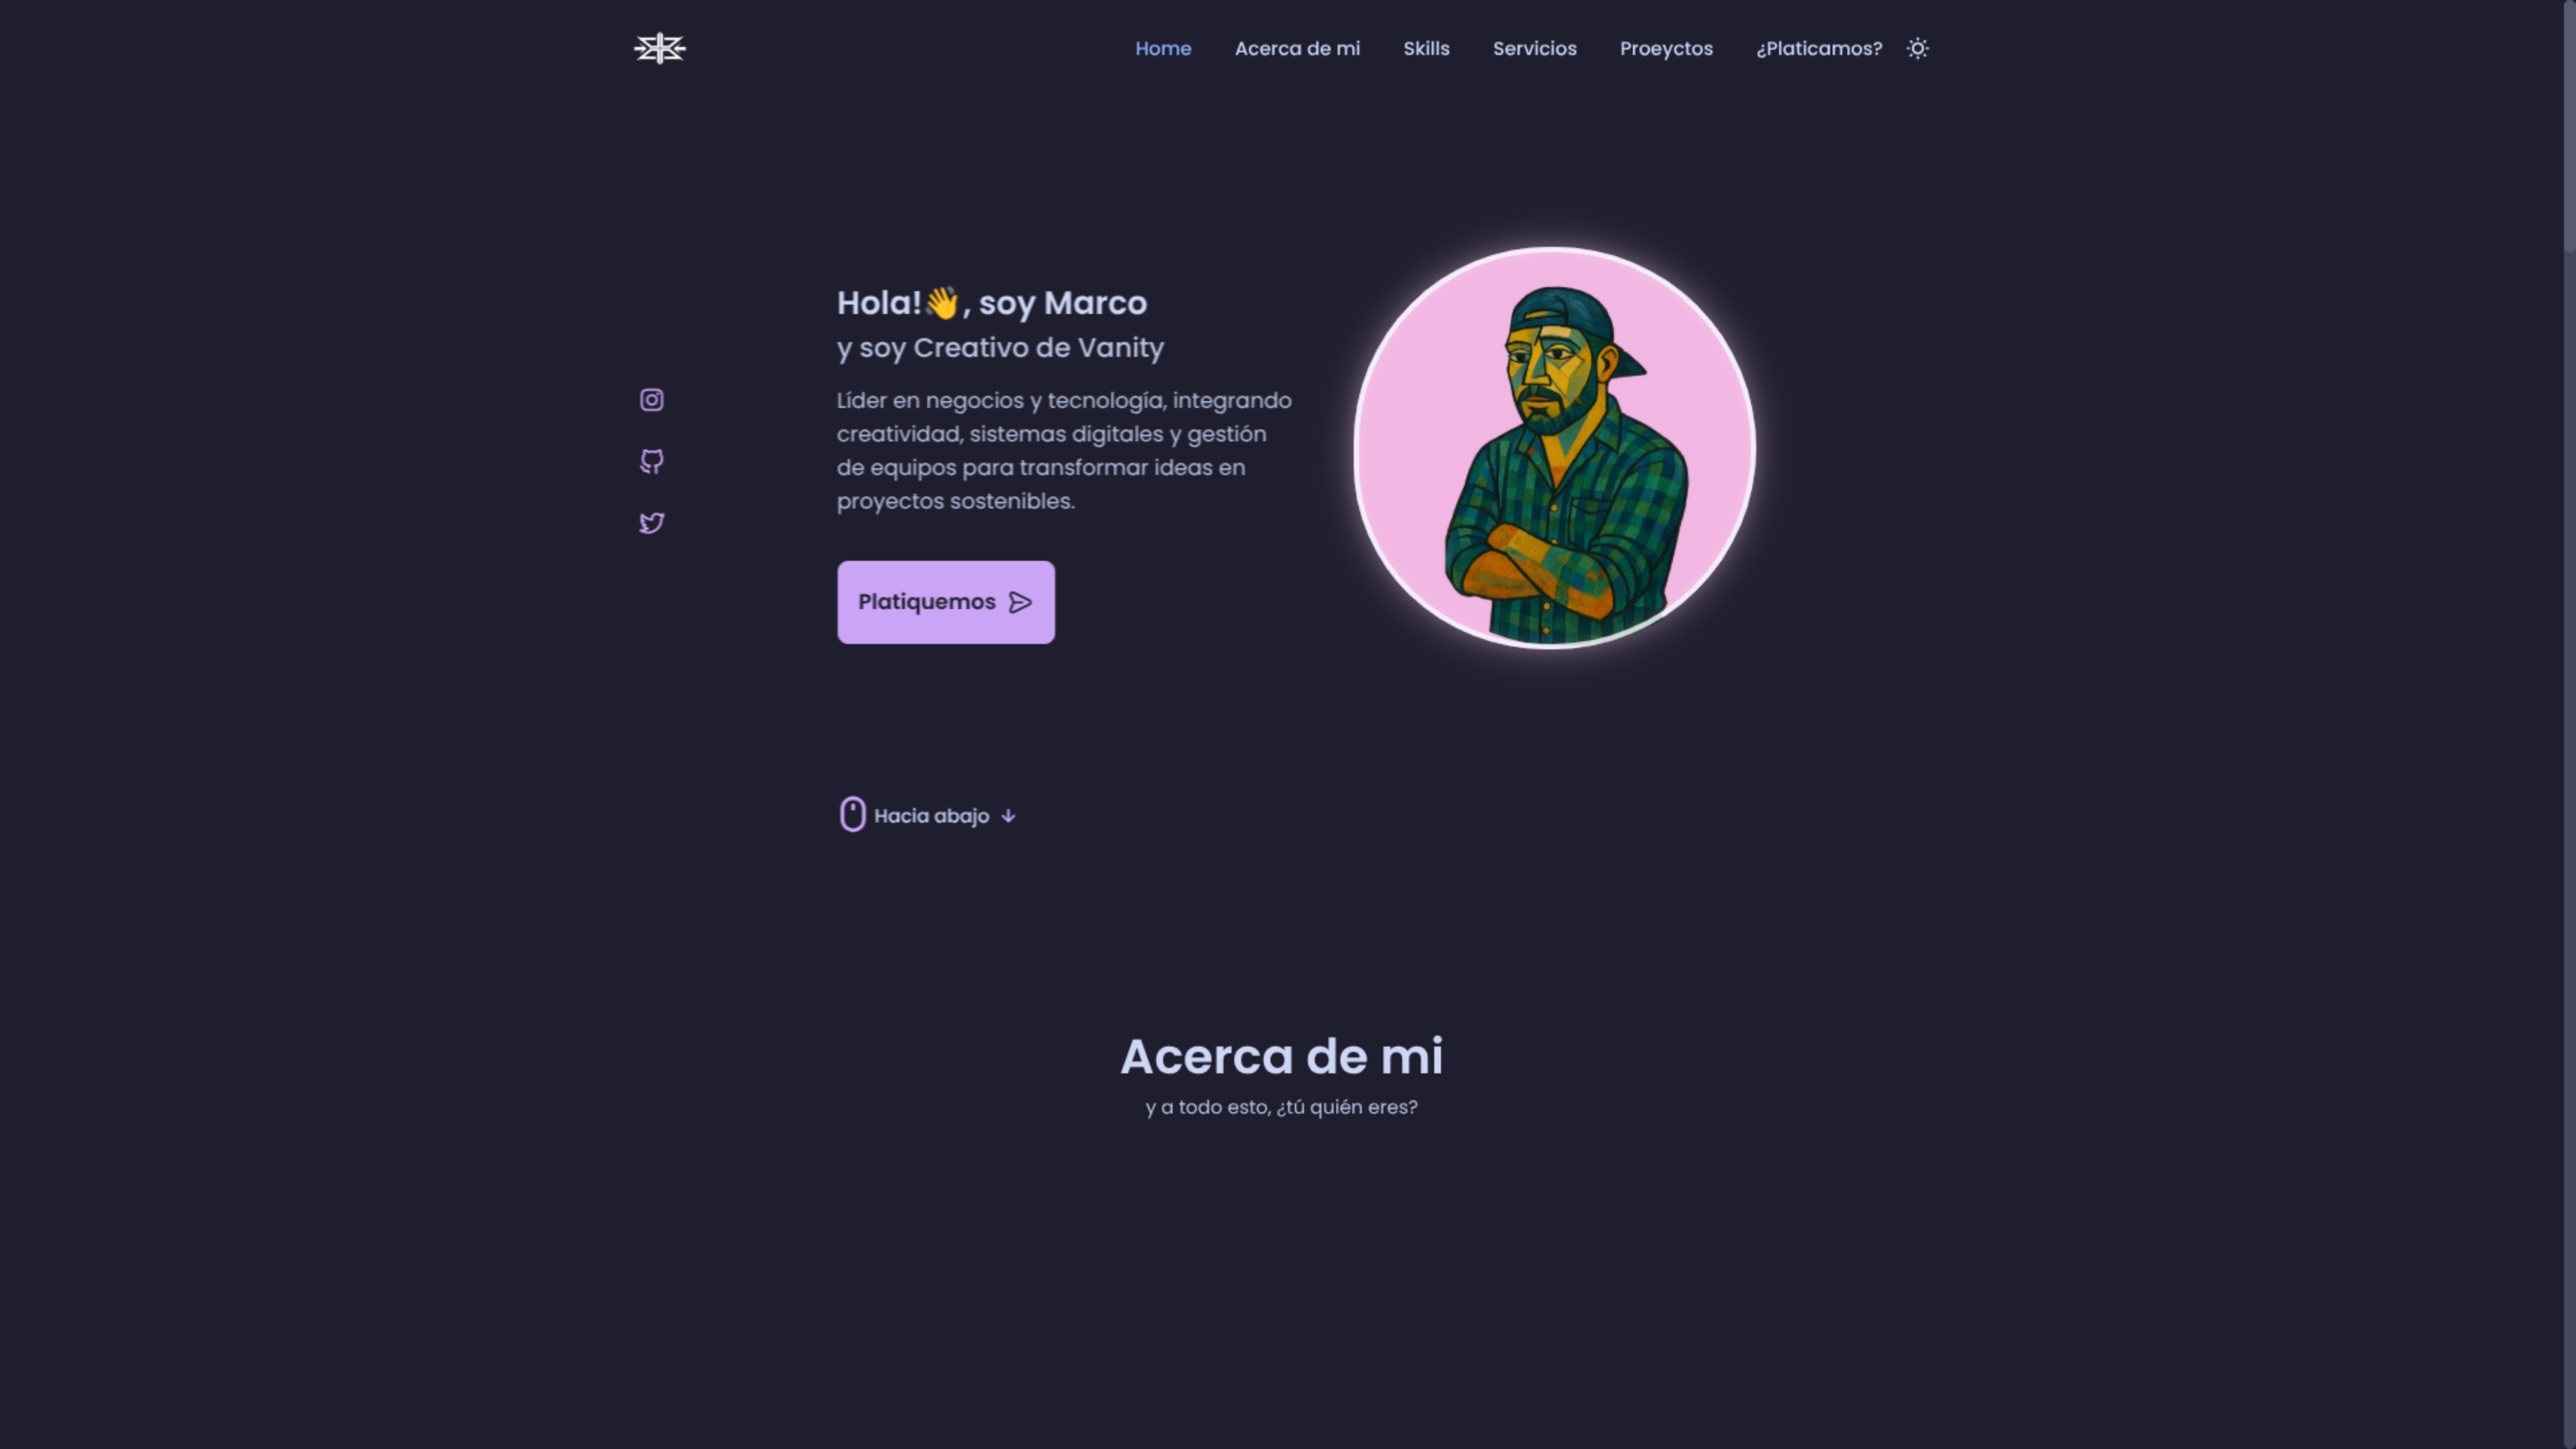 Home
Acerca de mi
Skills
Servicios
Proeyctos
¿Platicamos?
Hola!👋, soy Marco
y soy Creativo de Vanity
Líder en negocios y tecnología, integrando
creatividad, sistemas digitales y gestión
de equipos para transformar ideas en
proyectos sostenibles.
Platiquemos
Hacia abajo
Acerca de mi
y a todo esto, ¿tú quién eres?